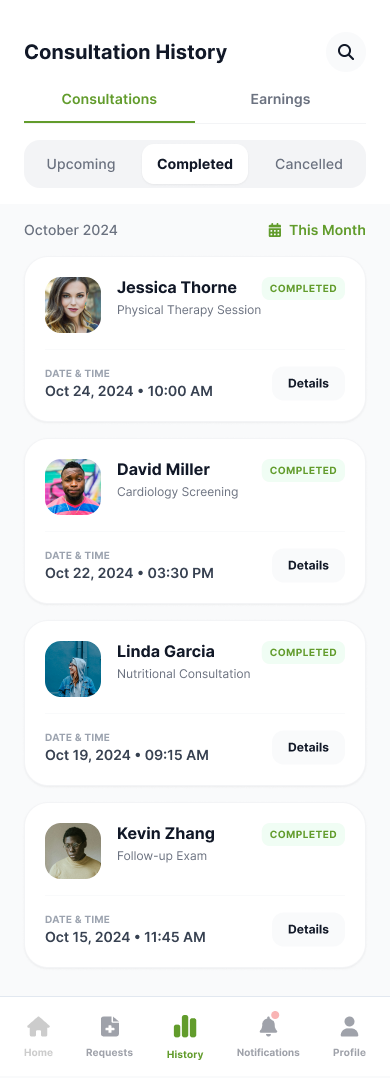 Consultation History
Consultations Earnings
Upcoming Completed Cancelled
October 2024 This Month
Jessica Thorne COMPLETED
Physical Therapy Session
DATE & TIME
Oct 24, 2024 • 10:00 AM Details
David Miller COMPLETED
Cardiology Screening
DATE & TIME
Oct 22, 2024 • 03:30 PM Details
Linda Garcia COMPLETED
Nutritional Consultation
DATE & TIME
Oct 19, 2024 • 09:15 AM Details
Kevin Zhang COMPLETED
Follow-up Exam
DATE & TIME
Oct 15, 2024 • 11:45 AM Details
Home Requests History Notifications Profile